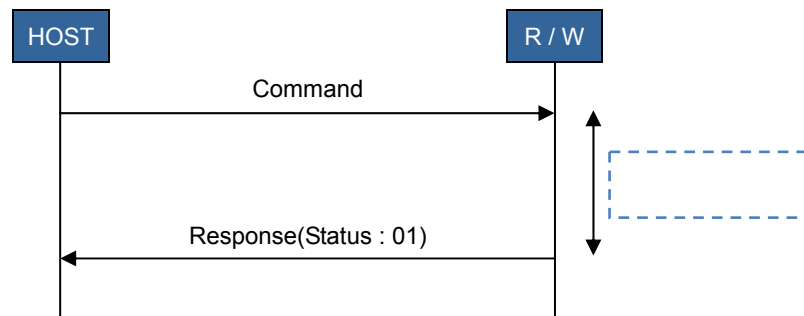 HOST
R / W
Command
Response(Status : 01)